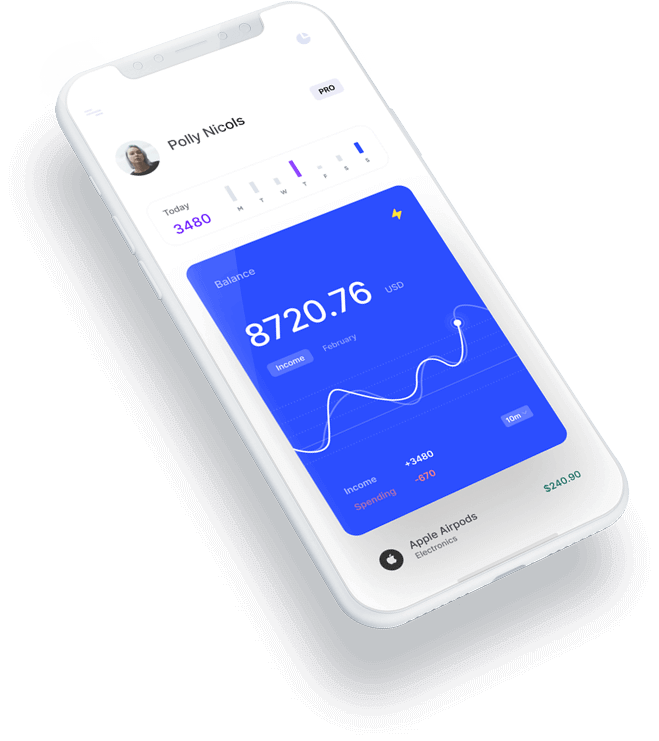 PRO
Polly Nicols
Today
3480
M T W T F S S
Balance
8720.76 USD
Income February
10m
Income +3480
Spending -670
Apple Airpods $240.90
Electronics